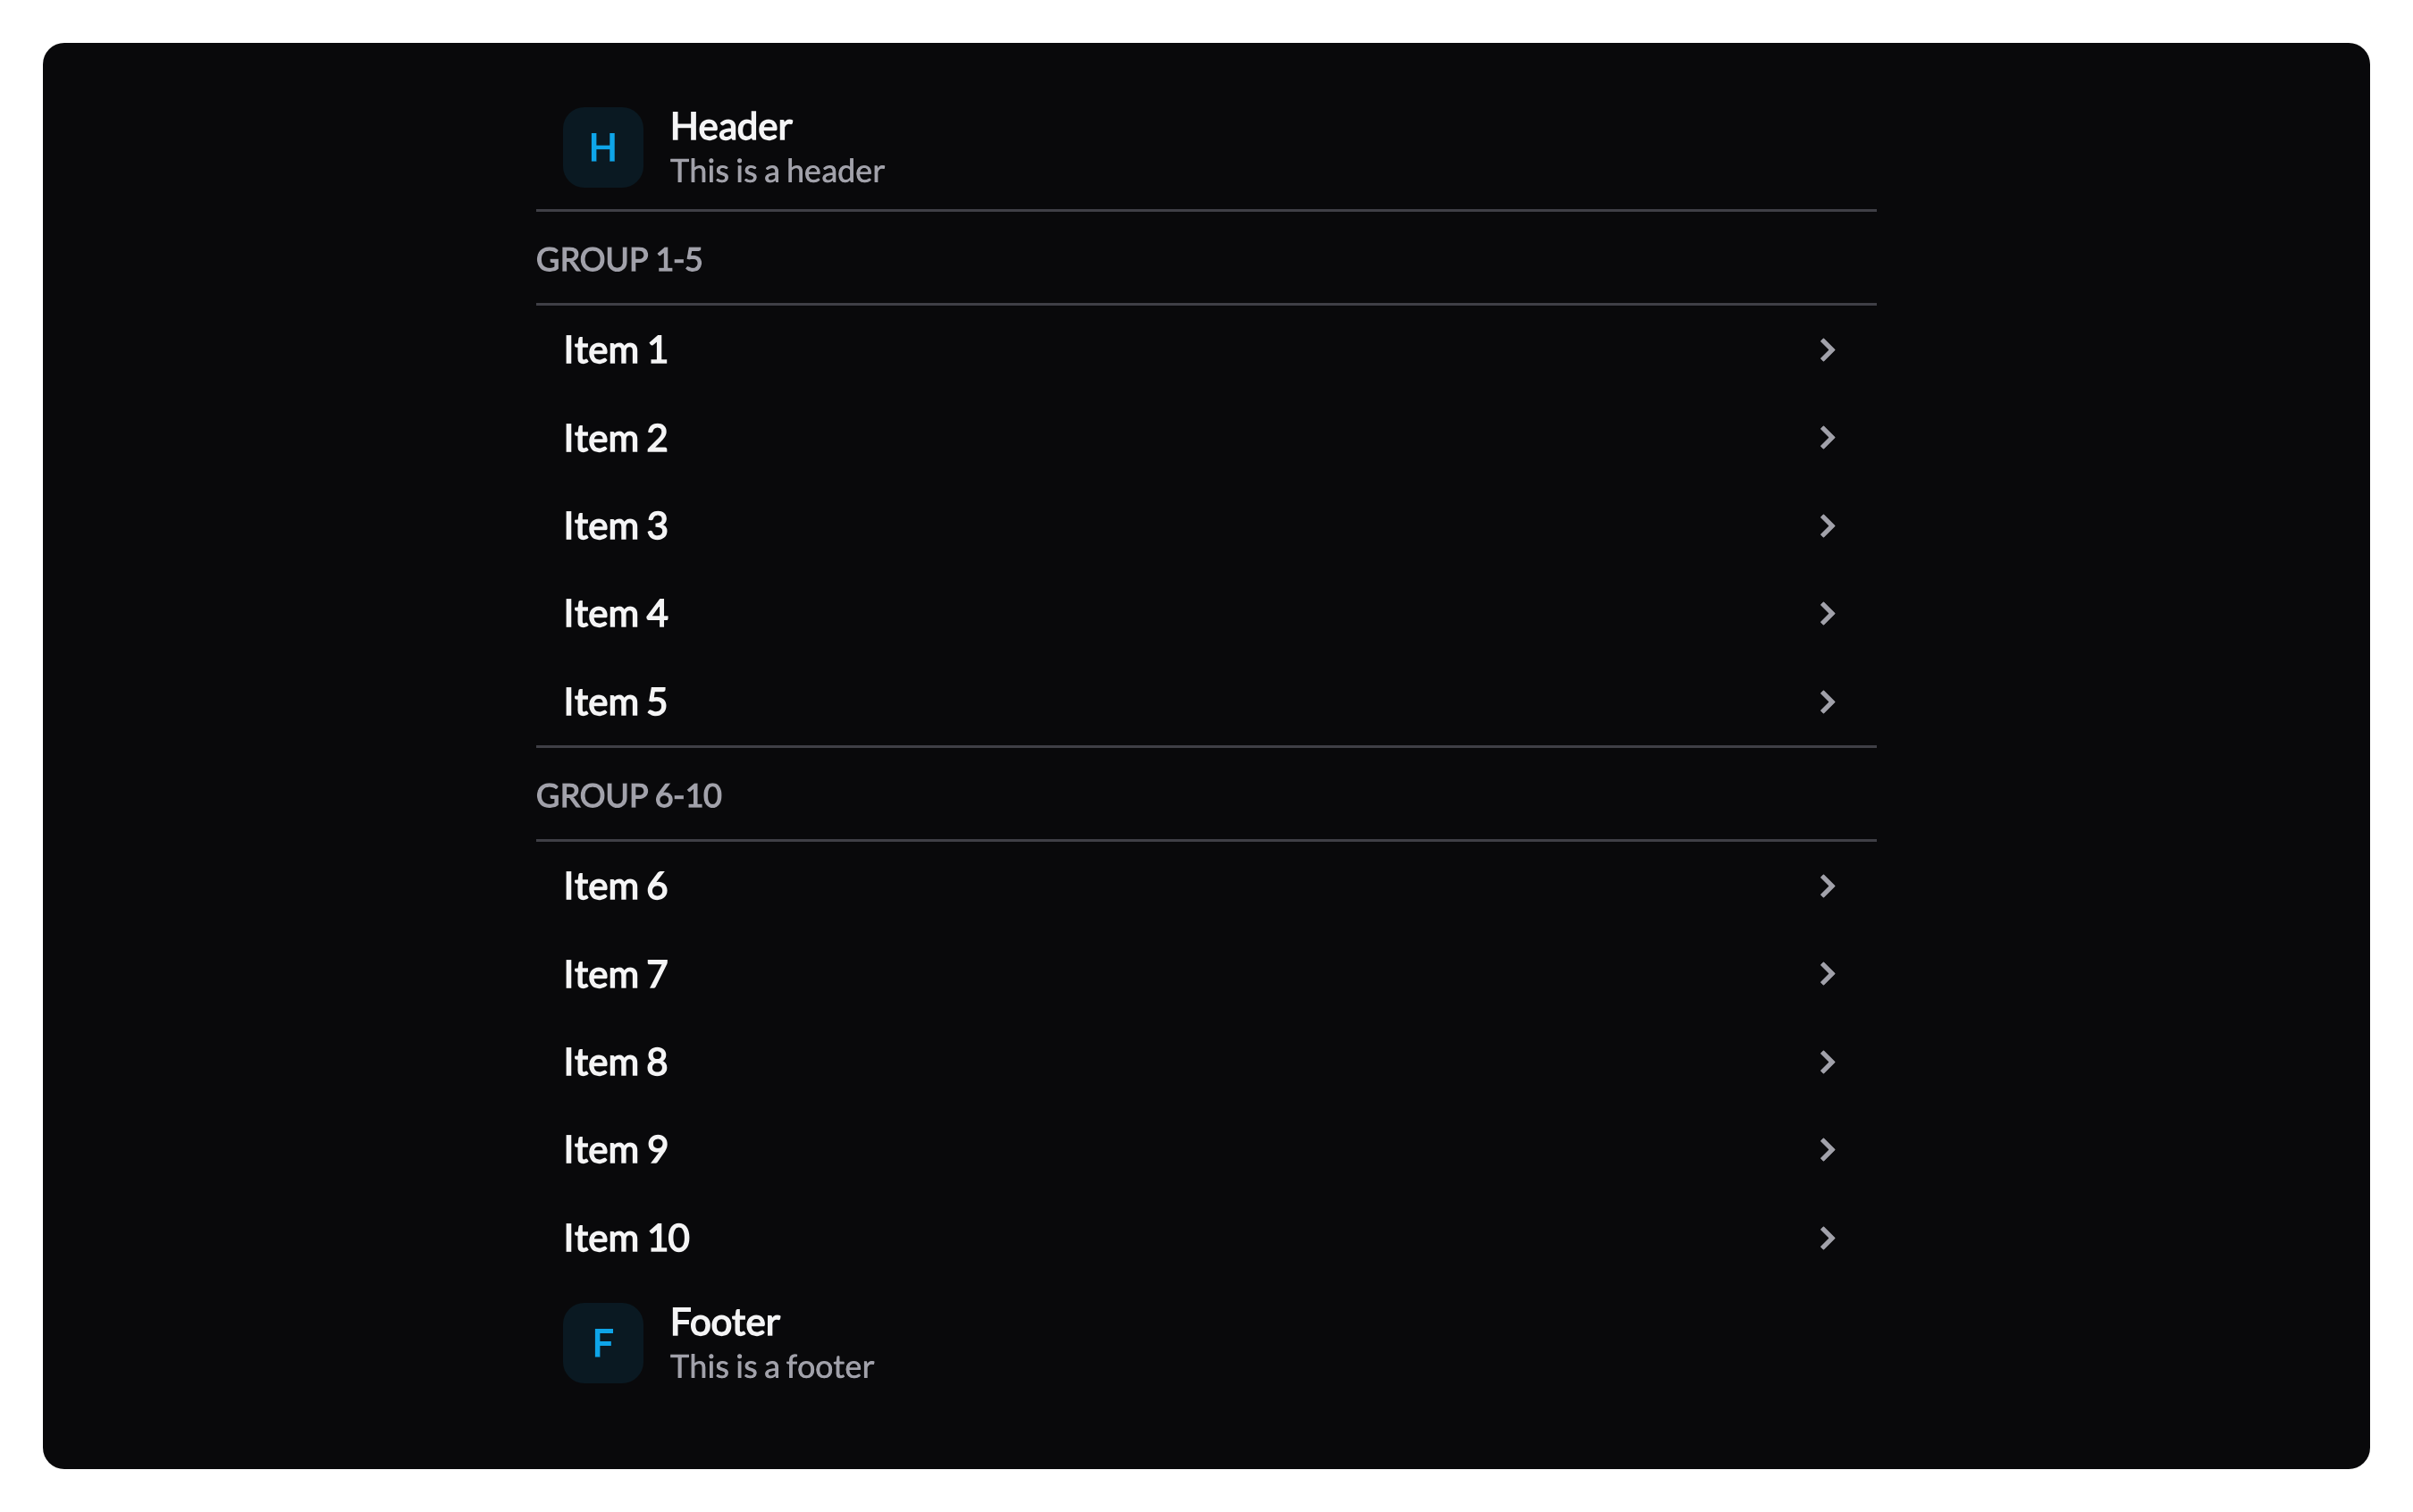 H
Header
This is a header
GROUP 1-5
Item 1
Item 2
Item 3
Item 4
Item 5
GROUP 6-10
Item 6
Item 7
Item 8
Item 9
Item 10
F
Footer
This is a footer